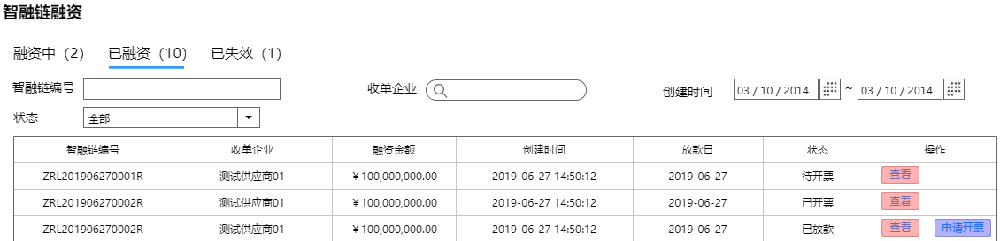 智融链融资
融资中（2） 已融资（10） 已失效（1）
智融链编号 收单企业 创建时间 03 / 10 / 2014 ~ 03 / 10 / 2014
状态 全部
智融链编号 收单企业 融资金额 创建时间 放款日 状态 操作
ZRL201906270001R 测试供应商01 ￥100,000,000.00 2019-06-27 14:50:12 2019-06-27 待开票 查看
ZRL201906270002R 测试供应商01 ￥100,000,000.00 2019-06-27 14:50:12 2019-06-27 已开票 查看
ZRL201906270002R 测试供应商01 ￥100,000,000.00 2019-06-27 14:50:12 2019-06-27 已放款 查看 申请开票